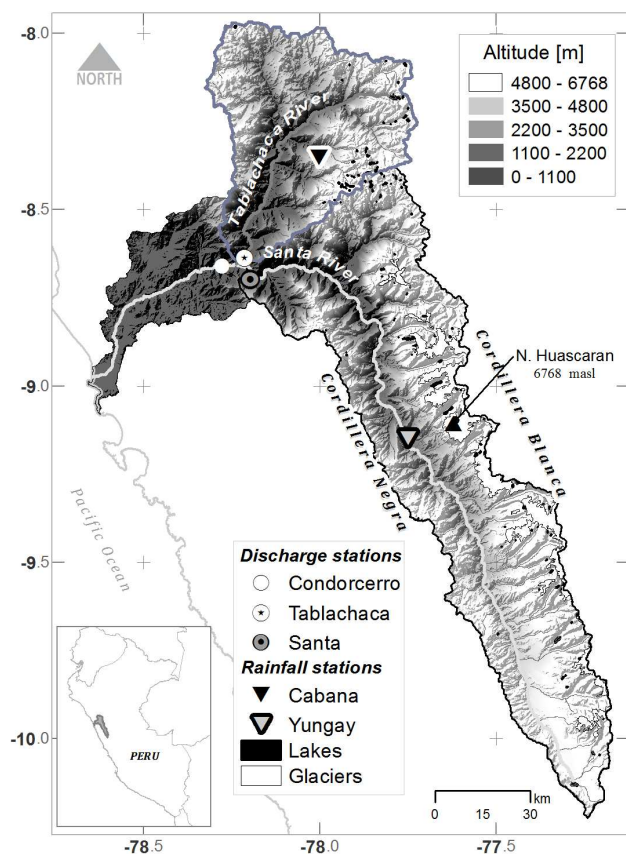 -8.0
-8.5
-9.0
-9.5
-10.0
NORTH
Altitude [m]
4800 - 6768
3500 - 4800
2200 - 3500
1100 - 2200
0 - 1100
Tablachaca River
Santa River
N. Huascaran
6768 masl
Cordillera Blanca
Cordillera Negra
Pacific Ocean
Discharge stations
Condorcerro
Tablachaca
Santa
Rainfall stations
Cabana
Yungay
Lakes
Glaciers
PERU
0 15 30 km
-78.5 -78.0 -77.5